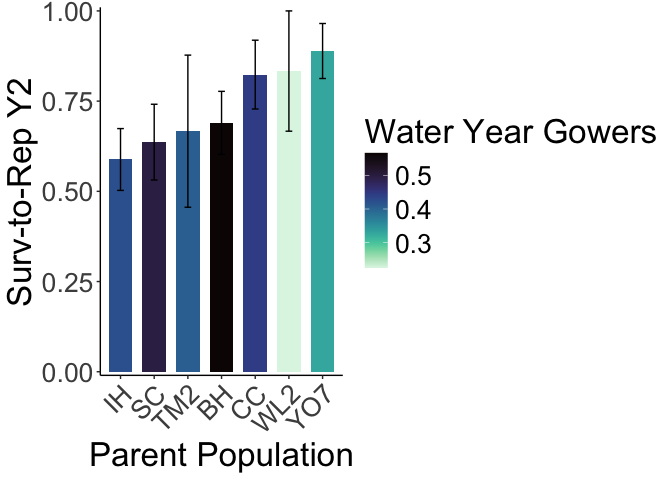 Surv-to-Rep Y2
1.00
0.75
0.50
0.25
0.00
IH
SC
TM2
BH
CC
WL2
YO7
Parent Population
Water Year Gowers
0.5
0.4
0.3